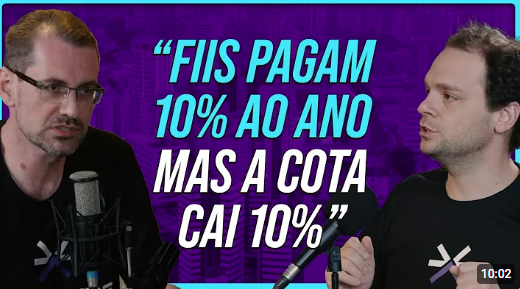 “FIIS PAGAM
10% AO ANO
MAS A COTA
CAI 10%”
10:02